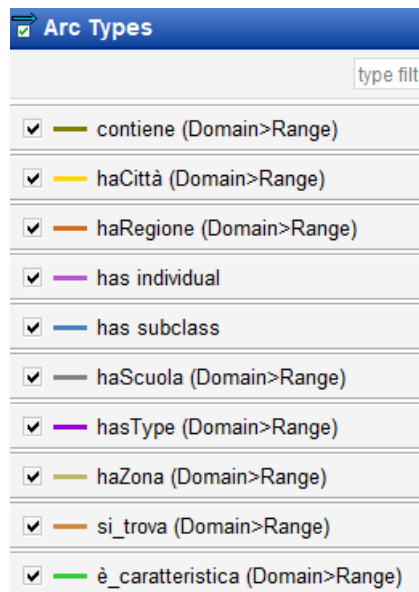 Arc Types
type filt
contiene (Domain>Range)
haCittà (Domain>Range)
haRegione (Domain>Range)
has individual
has subclass
haScuola (Domain>Range)
hasType (Domain>Range)
haZona (Domain>Range)
si_trova (Domain>Range)
è_caratteristica (Domain>Range)